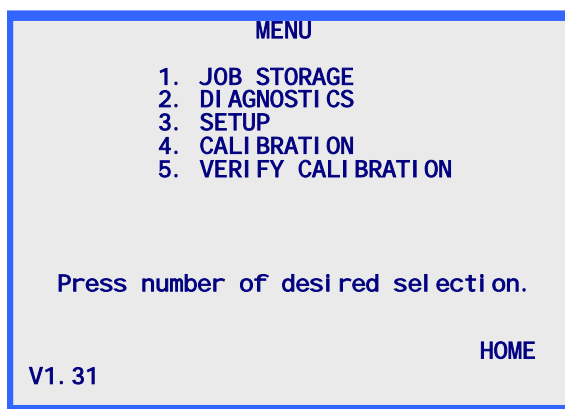 MENU
1. JOB STORAGE
2. DIAGNOSTICS
3. SETUP
4. CALIBRATION
5. VERIFY CALIBRATION
Press number of desired selection.
HOME
V1.31